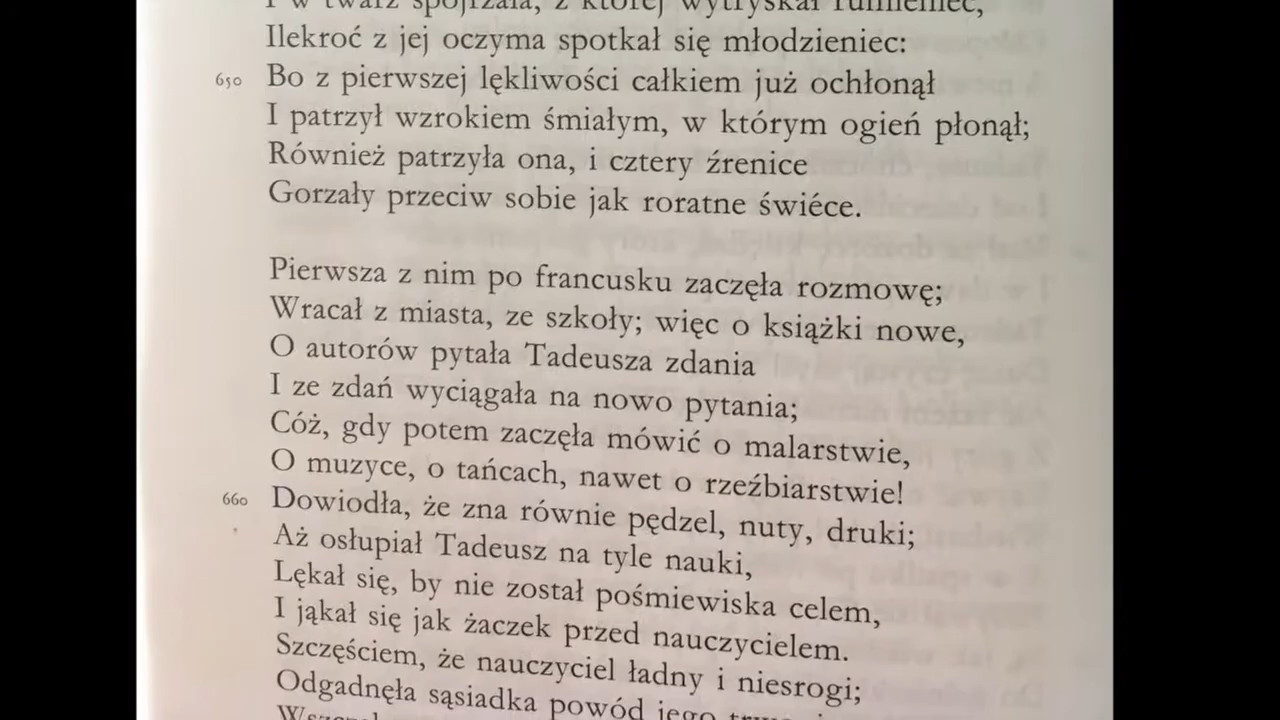 I w twarz spojrzała, z której wytryskał rumieniec,
Ilekroć z jej oczyma spotkał się młodzieniec:
650 Bo z pierwszej lękliwości całkiem już ochłonął
I patrzył wzrokiem śmiałym, w którym ogień płonął;
Również patrzyła ona, i cztery źrenice
Gorzały przeciw sobie jak roratne świéce.
Pierwsza z nim po francusku zaczęła rozmowę;
Wracał z miasta, ze szkoły; więc o książki nowe,
O autorów pytała Tadeusza zdania
I ze zdań wyciągała na nowo pytania;
Cóż, gdy potem zaczęła mówić o malarstwie,
O muzyce, o tańcach, nawet o rzeźbiarstwie!
660 Dowiodła, że zna równie pędzel, nuty, druki;
Aż osłupiał Tadeusz na tyle nauki,
Lękał się, by nie został pośmiewiska celem,
I jąkał się jak żaczek przed nauczycielem.
Szczęściem, że nauczyciel ładny i niesrogi;
Odgadnęła sąsiadka powód jego